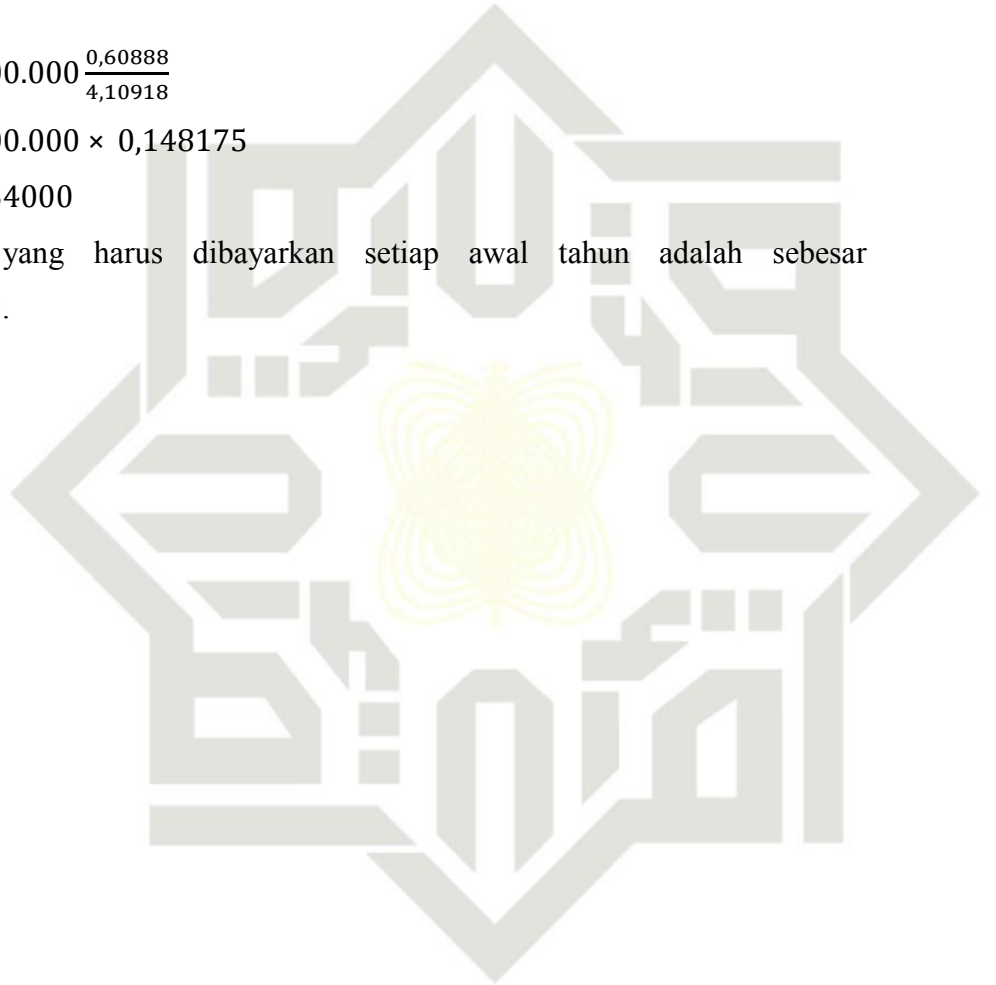 00.000 0,60888/4,10918
00.000 × 0,148175
4000
yang harus dibayarkan setiap awal tahun adalah sebesar
.